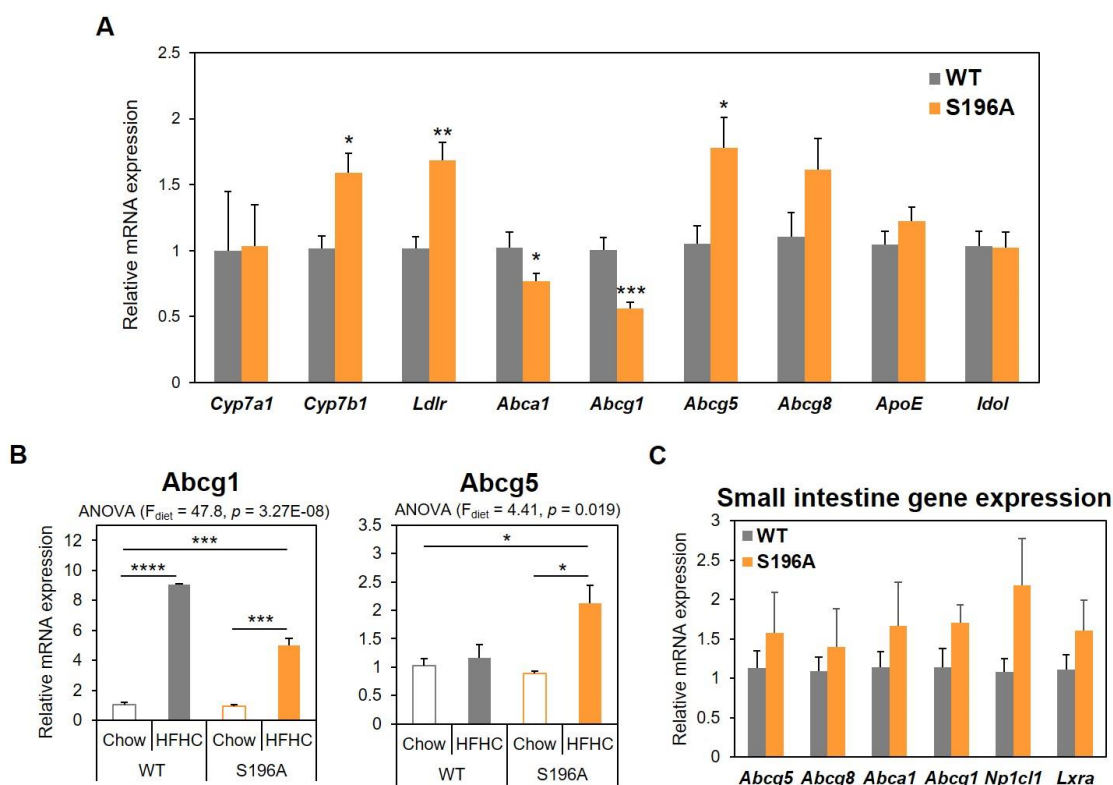 A
2.5
2
1.5
1
0.5
0
Relative mRNA expression
WT
S196A
*
**
*
***
*
Cyp7a1 Cyp7b1 Ldlr Abca1 Abcg1 Abcg5 Abcg8 ApoE Idol
B
Abcg1
ANOVA (Fdiet = 47.8, p = 3.27E-08)
Relative mRNA expression
12
10
8
6
4
2
0
***
****
***
Chow HFHC Chow HFHC
WT S196A
Abcg5
ANOVA (Fdiet = 4.41, p = 0.019)
3.5
3
2.5
2
1.5
1
0.5
0
*
*
Chow HFHC Chow HFHC
WT S196A
C
Small intestine gene expression
Relative mRNA expression
3
2.5
2
1.5
1
0.5
0
WT
S196A
Abcg5 Abcg8 Abca1 Abcg1 Np1cl1 Lxra